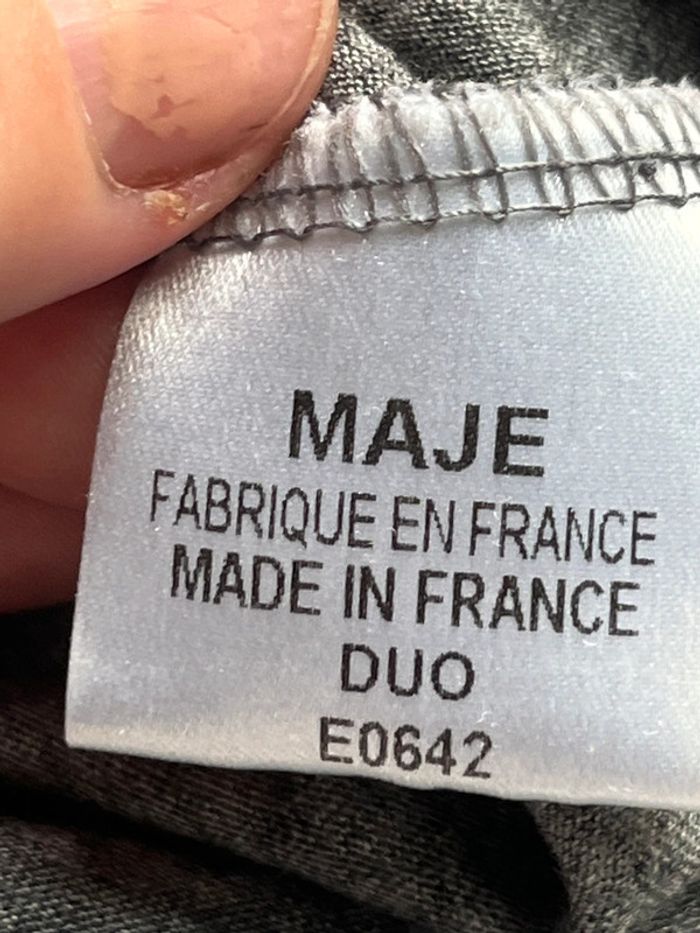 MAJE
FABRIQUE EN FRANCE
MADE IN FRANCE
DUO
E0642